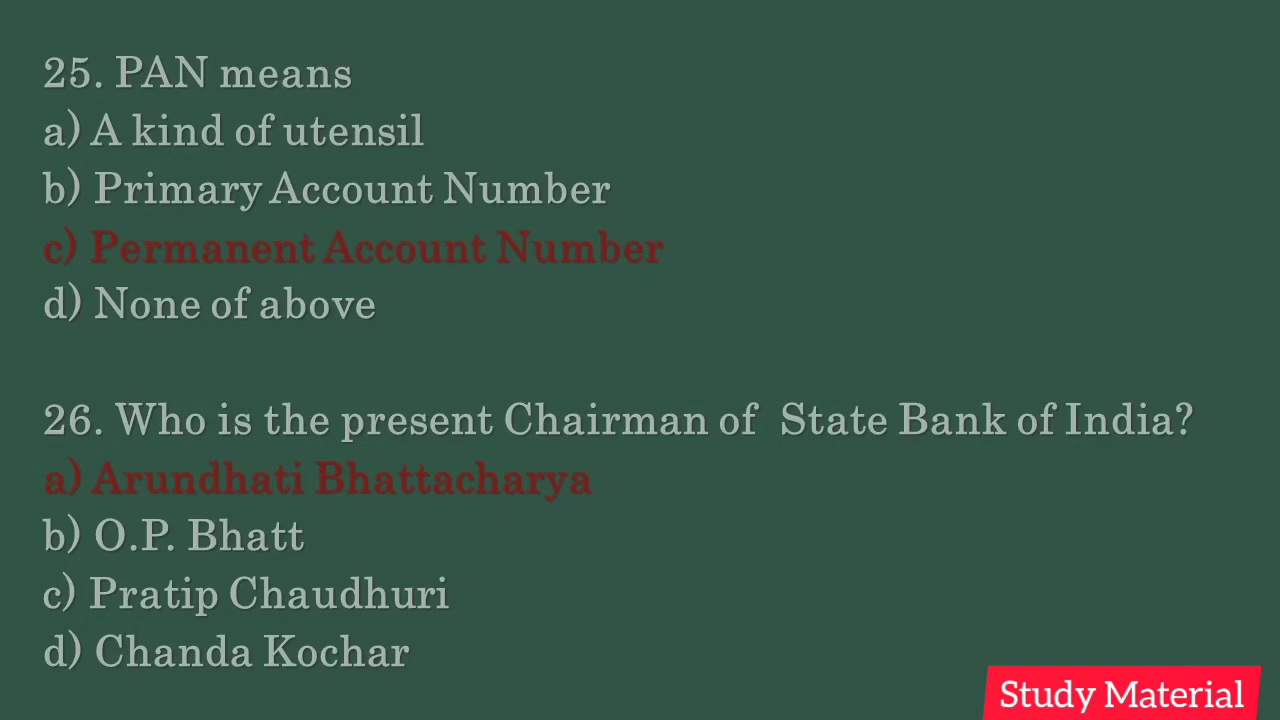 25. PAN means
a) A kind of utensil
b) Primary Account Number
c) Permanent Account Number
d) None of above
26. Who is the present Chairman of State Bank of India?
a) Arundhati Bhattacharya
b) O.P. Bhatt
c) Pratip Chaudhuri
d) Chanda Kochar
Study Material